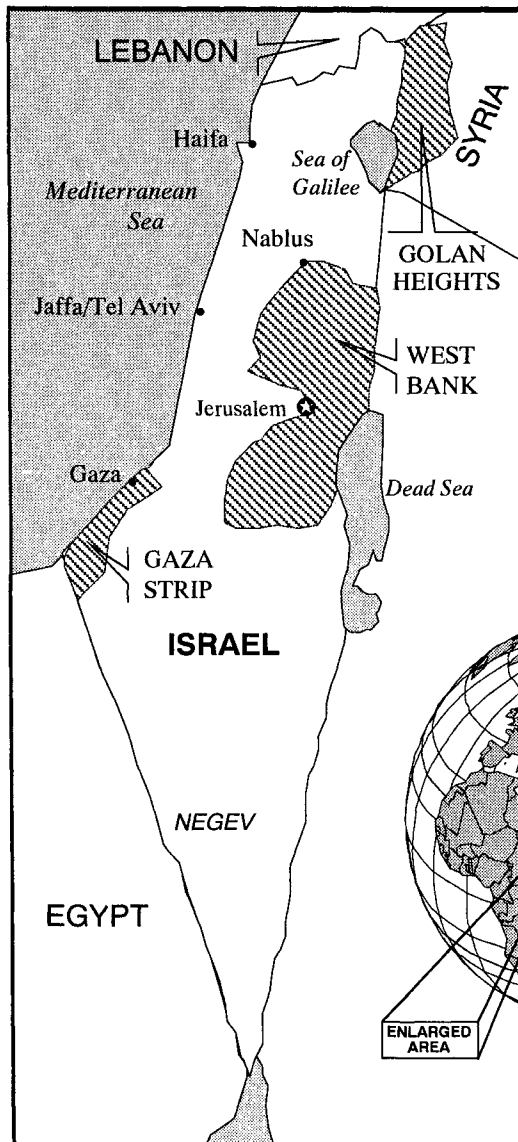 LEBANON
Haifa
Sea of
Galilee
SYRIA
Mediterranean
Sea
Nablus
GOLAN
HEIGHTS
Jaffa/Tel Aviv
WEST
BANK
Jerusalem
Gaza
Dead Sea
GAZA
STRIP
ISRAEL
NEGEV
EGYPT
ENLARGED
AREA